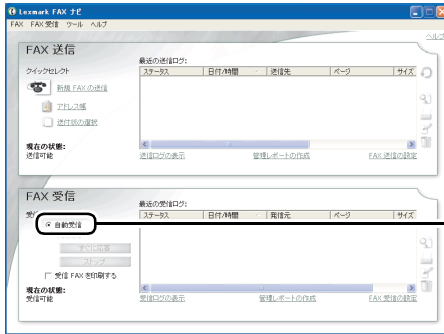 Lexmark FAX ナビ
FAX FAX 受信 ツール ヘルプ
ヘルプ
FAX 送信
最近の送信ログ:
クイックセレクト
ステータス 日付/時間 送信先 ページ サイズ
新規 FAX の送信
アドレス帳
送付状の選択
現在の状態:
送信可能
送信ログの表示 管理レポートの作成 FAX 送信の設定
FAX 受信
最近の受信ログ:
ステータス 日付/時間 発信元 ページ サイズ
自動受信
すぐに応答
ストップ
受信 FAX を印刷する
現在の状態:
受信可能
受信ログの表示 管理レポートの作成 FAX 受信の設定